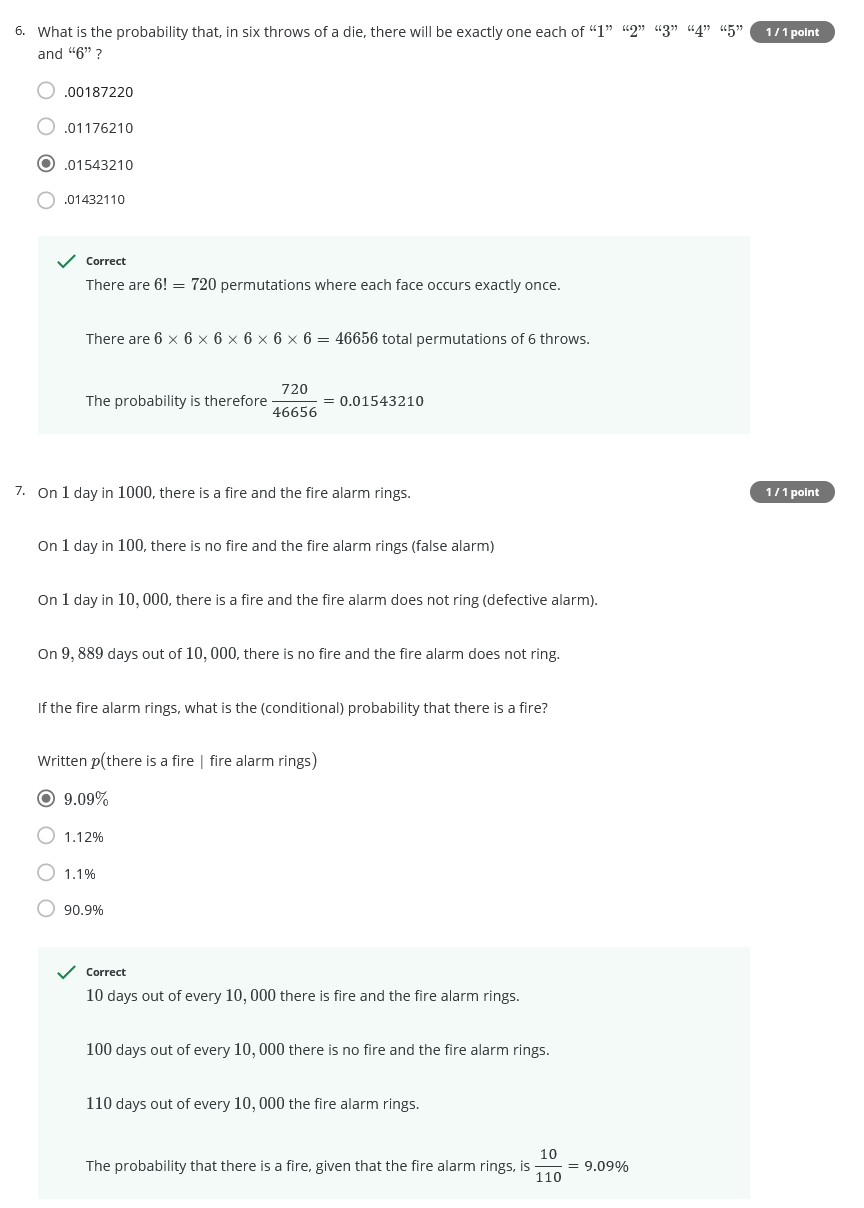 6. What is the probability that, in six throws of a die, there will be exactly one each of “1” “2” “3” “4” “5” 1 / 1 point
and “6” ?
.00187220
.01176210
.01543210
.01432110
Correct
There are 6! = 720 permutations where each face occurs exactly once.
There are 6 × 6 × 6 × 6 × 6 × 6 = 46656 total permutations of 6 throws.
The probability is therefore 720/46656 = 0.01543210
7. On 1 day in 1000, there is a fire and the fire alarm rings. 1 / 1 point
On 1 day in 100, there is no fire and the fire alarm rings (false alarm)
On 1 day in 10, 000, there is a fire and the fire alarm does not ring (defective alarm).
On 9, 889 days out of 10, 000, there is no fire and the fire alarm does not ring.
If the fire alarm rings, what is the (conditional) probability that there is a fire?
Written p(there is a fire | fire alarm rings)
9.09%
1.12%
1.1%
90.9%
Correct
10 days out of every 10, 000 there is fire and the fire alarm rings.
100 days out of every 10, 000 there is no fire and the fire alarm rings.
110 days out of every 10, 000 the fire alarm rings.
The probability that there is a fire, given that the fire alarm rings, is 10/110 = 9.09%